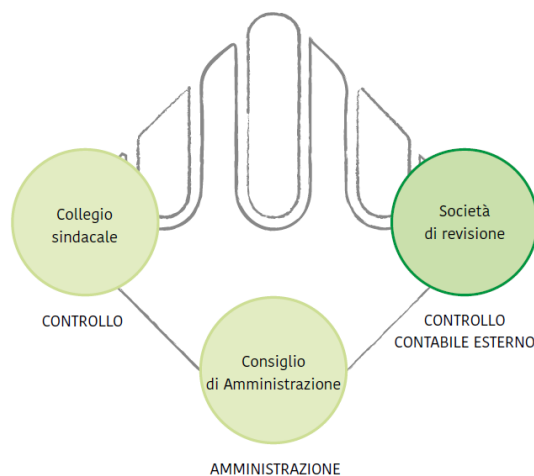 Collegio
sindacale
CONTROLLO
Società
di revisione
CONTROLLO
CONTABILE ESTERNO
Consiglio
di Amministrazione
AMMINISTRAZIONE